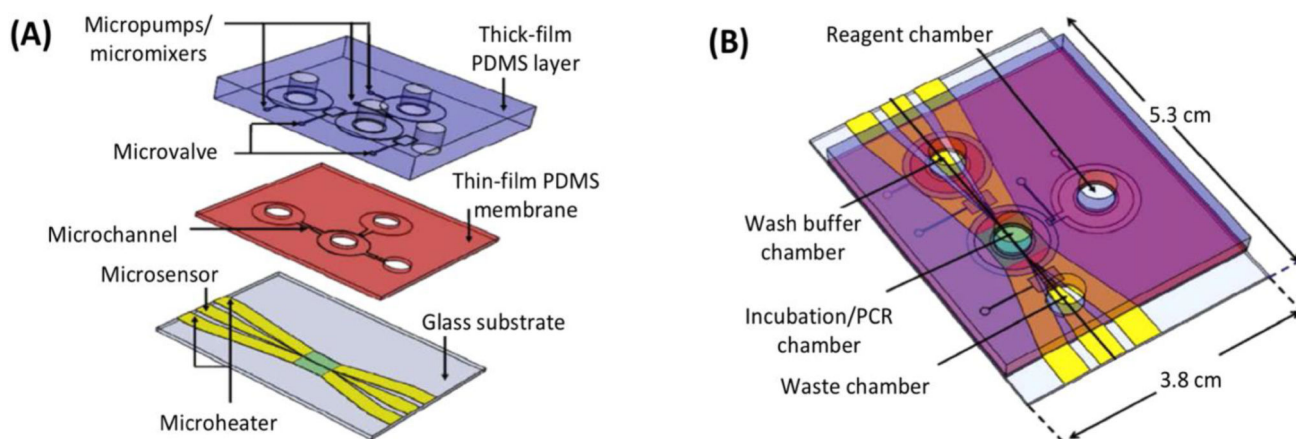 (A)
Micropumps/
micromixers
Thick-film
PDMS layer
Microvalve
Thin-film PDMS
membrane
Microchannel
Microsensor
Glass substrate
Microheater
(B)
Reagent chamber
5.3 cm
Wash buffer
chamber
Incubation/PCR
chamber
Waste chamber
3.8 cm